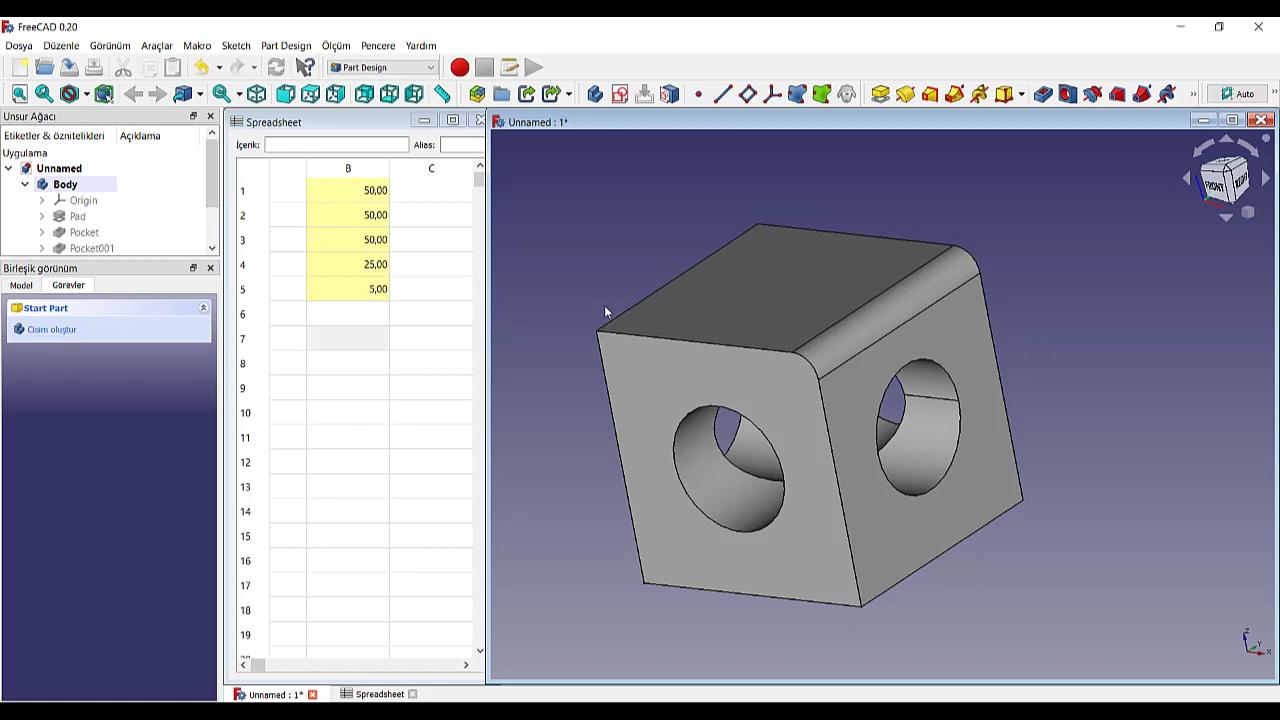 FreeCAD 0.20
Dosya Düzenle Görünüm Araçlar Makro Sketch Part Design Ölçüm Pencere Yardım
Part Design
Auto
Unsur Ağacı
Etiketler & öznitelikleri Açıklama
Uygulama
Unnamed
Body
Origin
Pad
Pocket
Pocket001
Birleşik görünüm
Model Görevler
Start Part
Cisim oluştur
Spreadsheet
İçerik: Alias:
B C
1 50,00
2 50,00
3 50,00
4 25,00
5 5,00
6
7
8
9
10
11
12
13
14
15
16
17
18
19
Unnamed : 1*
FRONT
RIGHT
Z
Y
X
Unnamed : 1* Spreadsheet